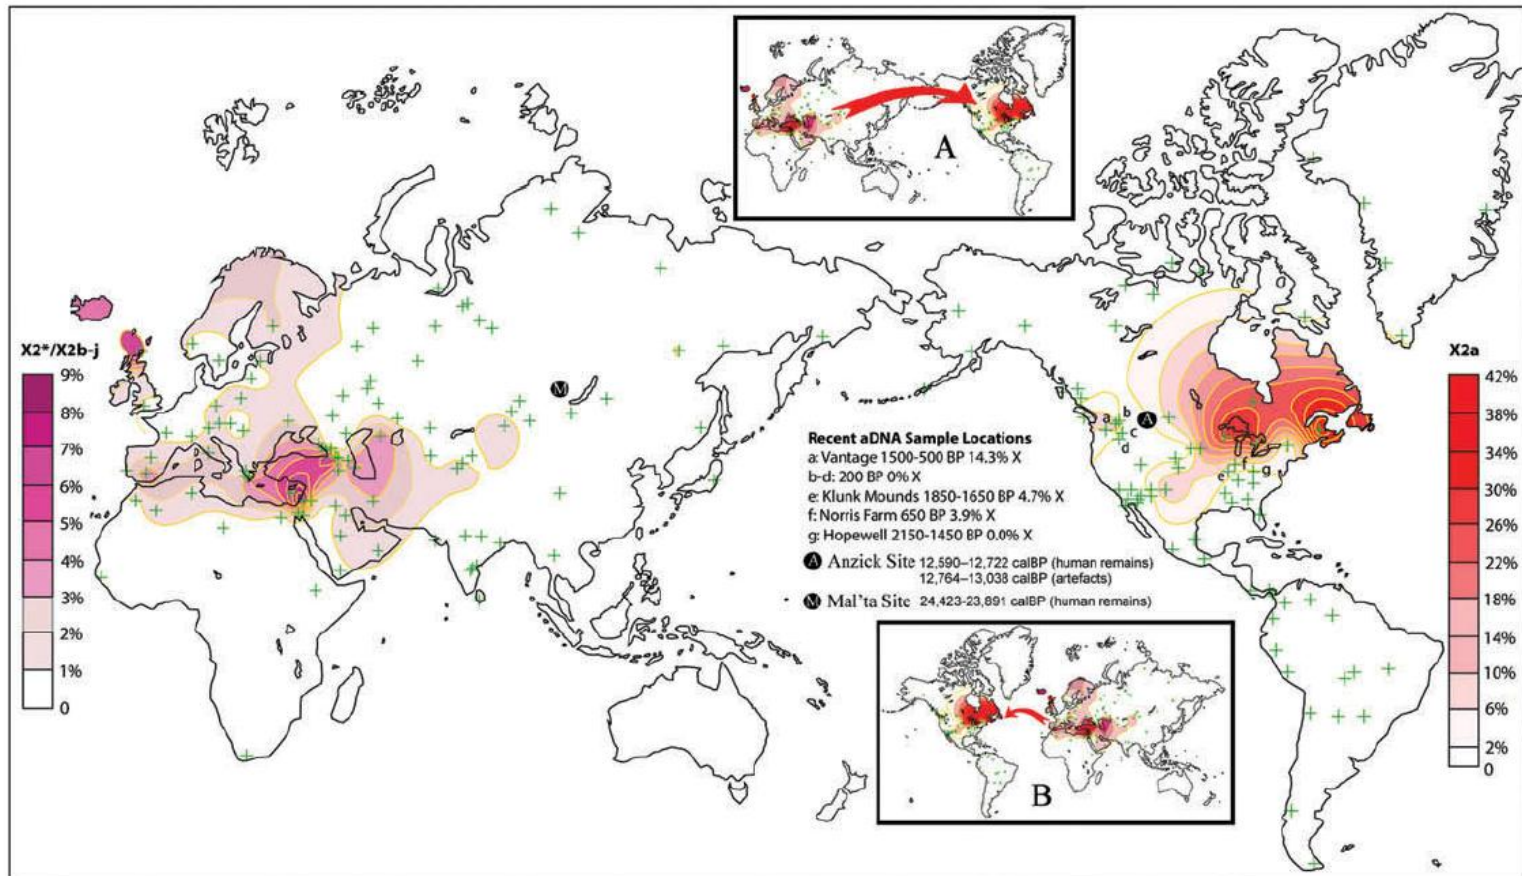 A
X2*/X2b-j
9%
8%
7%
6%
5%
4%
3%
2%
1%
0
M
a
b
c
d
A
e
f
g
Recent aDNA Sample Locations
a: Vantage 1500-500 BP 14.3% X
b-d: 200 BP 0% X
e: Klunk Mounds 1850-1650 BP 4.7% X
f: Norris Farm 650 BP 3.9% X
g: Hopewell 2150-1450 BP 0.0% X
A Anzick Site 12,590–12,722 calBP (human remains)
12,764–13,038 calBP (artefacts)
M Mal'ta Site 24,423-23,891 calBP (human remains)
X2a
42%
38%
34%
30%
26%
22%
18%
14%
10%
6%
2%
0
B